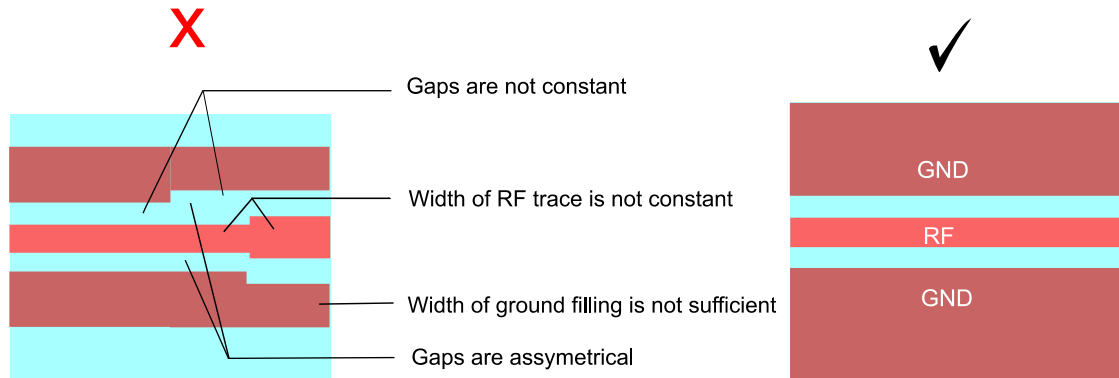 X
Gaps are not constant
Width of RF trace is not constant
Width of ground filling is not sufficient
Gaps are assymetrical
GND
RF
GND